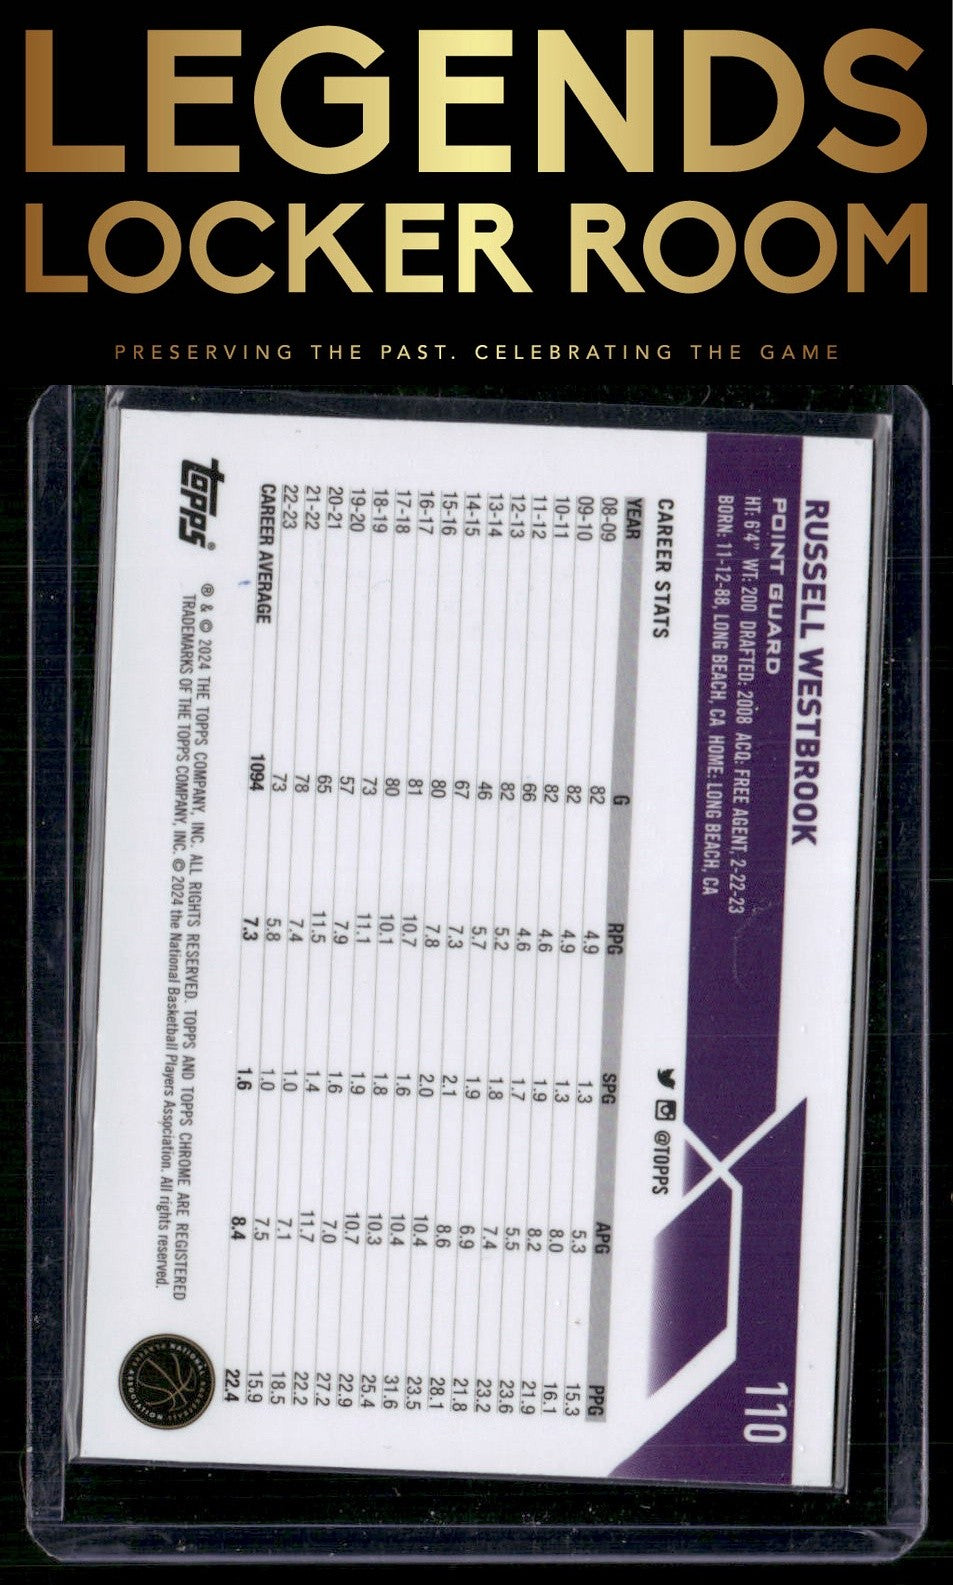 LEGENDS
LOCKER ROOM
PRESERVING THE PAST. CELEBRATING THE GAME
RUSSELL WESTBROOK
POINT GUARD
110
HT: 6'4" WT: 200 DRAFTED: 2008 ACQ: FREE AGENT, 2-22-23
BORN: 11-12-88, LONG BEACH, CA HOME: LONG BEACH, CA
CAREER STATS
@TOPPS
YEAR G RPG SPG APG PPG
08-09 82 4.9 1.3 5.3 15.3
09-10 82 4.9 1.3 8.0 16.1
10-11 82 4.6 1.9 8.2 21.9
11-12 66 4.6 1.7 5.5 23.6
12-13 82 5.2 1.8 7.4 23.2
13-14 46 5.7 1.9 6.9 21.8
14-15 67 7.3 2.1 8.6 28.1
15-16 80 7.8 2.0 10.4 23.5
16-17 81 10.7 1.6 10.4 31.6
17-18 80 10.1 1.8 10.3 25.4
18-19 73 11.1 1.9 10.7 22.9
19-20 57 7.9 1.6 7.0 27.2
20-21 65 11.5 1.4 11.7 22.2
21-22 78 7.4 1.0 7.1 18.5
22-23 73 5.8 1.0 7.5 15.9
CAREER AVERAGE 1094 7.3 1.6 8.4 22.4
topps®
® & © 2024 THE TOPPS COMPANY, INC. ALL RIGHTS RESERVED. TOPPS AND TOPPS CHROME ARE REGISTERED
TRADEMARKS OF THE TOPPS COMPANY, INC. © 2024 the National Basketball Players Association. All rights reserved.
NATIONAL BASKETBALL PLAYERS ASSOCIATION